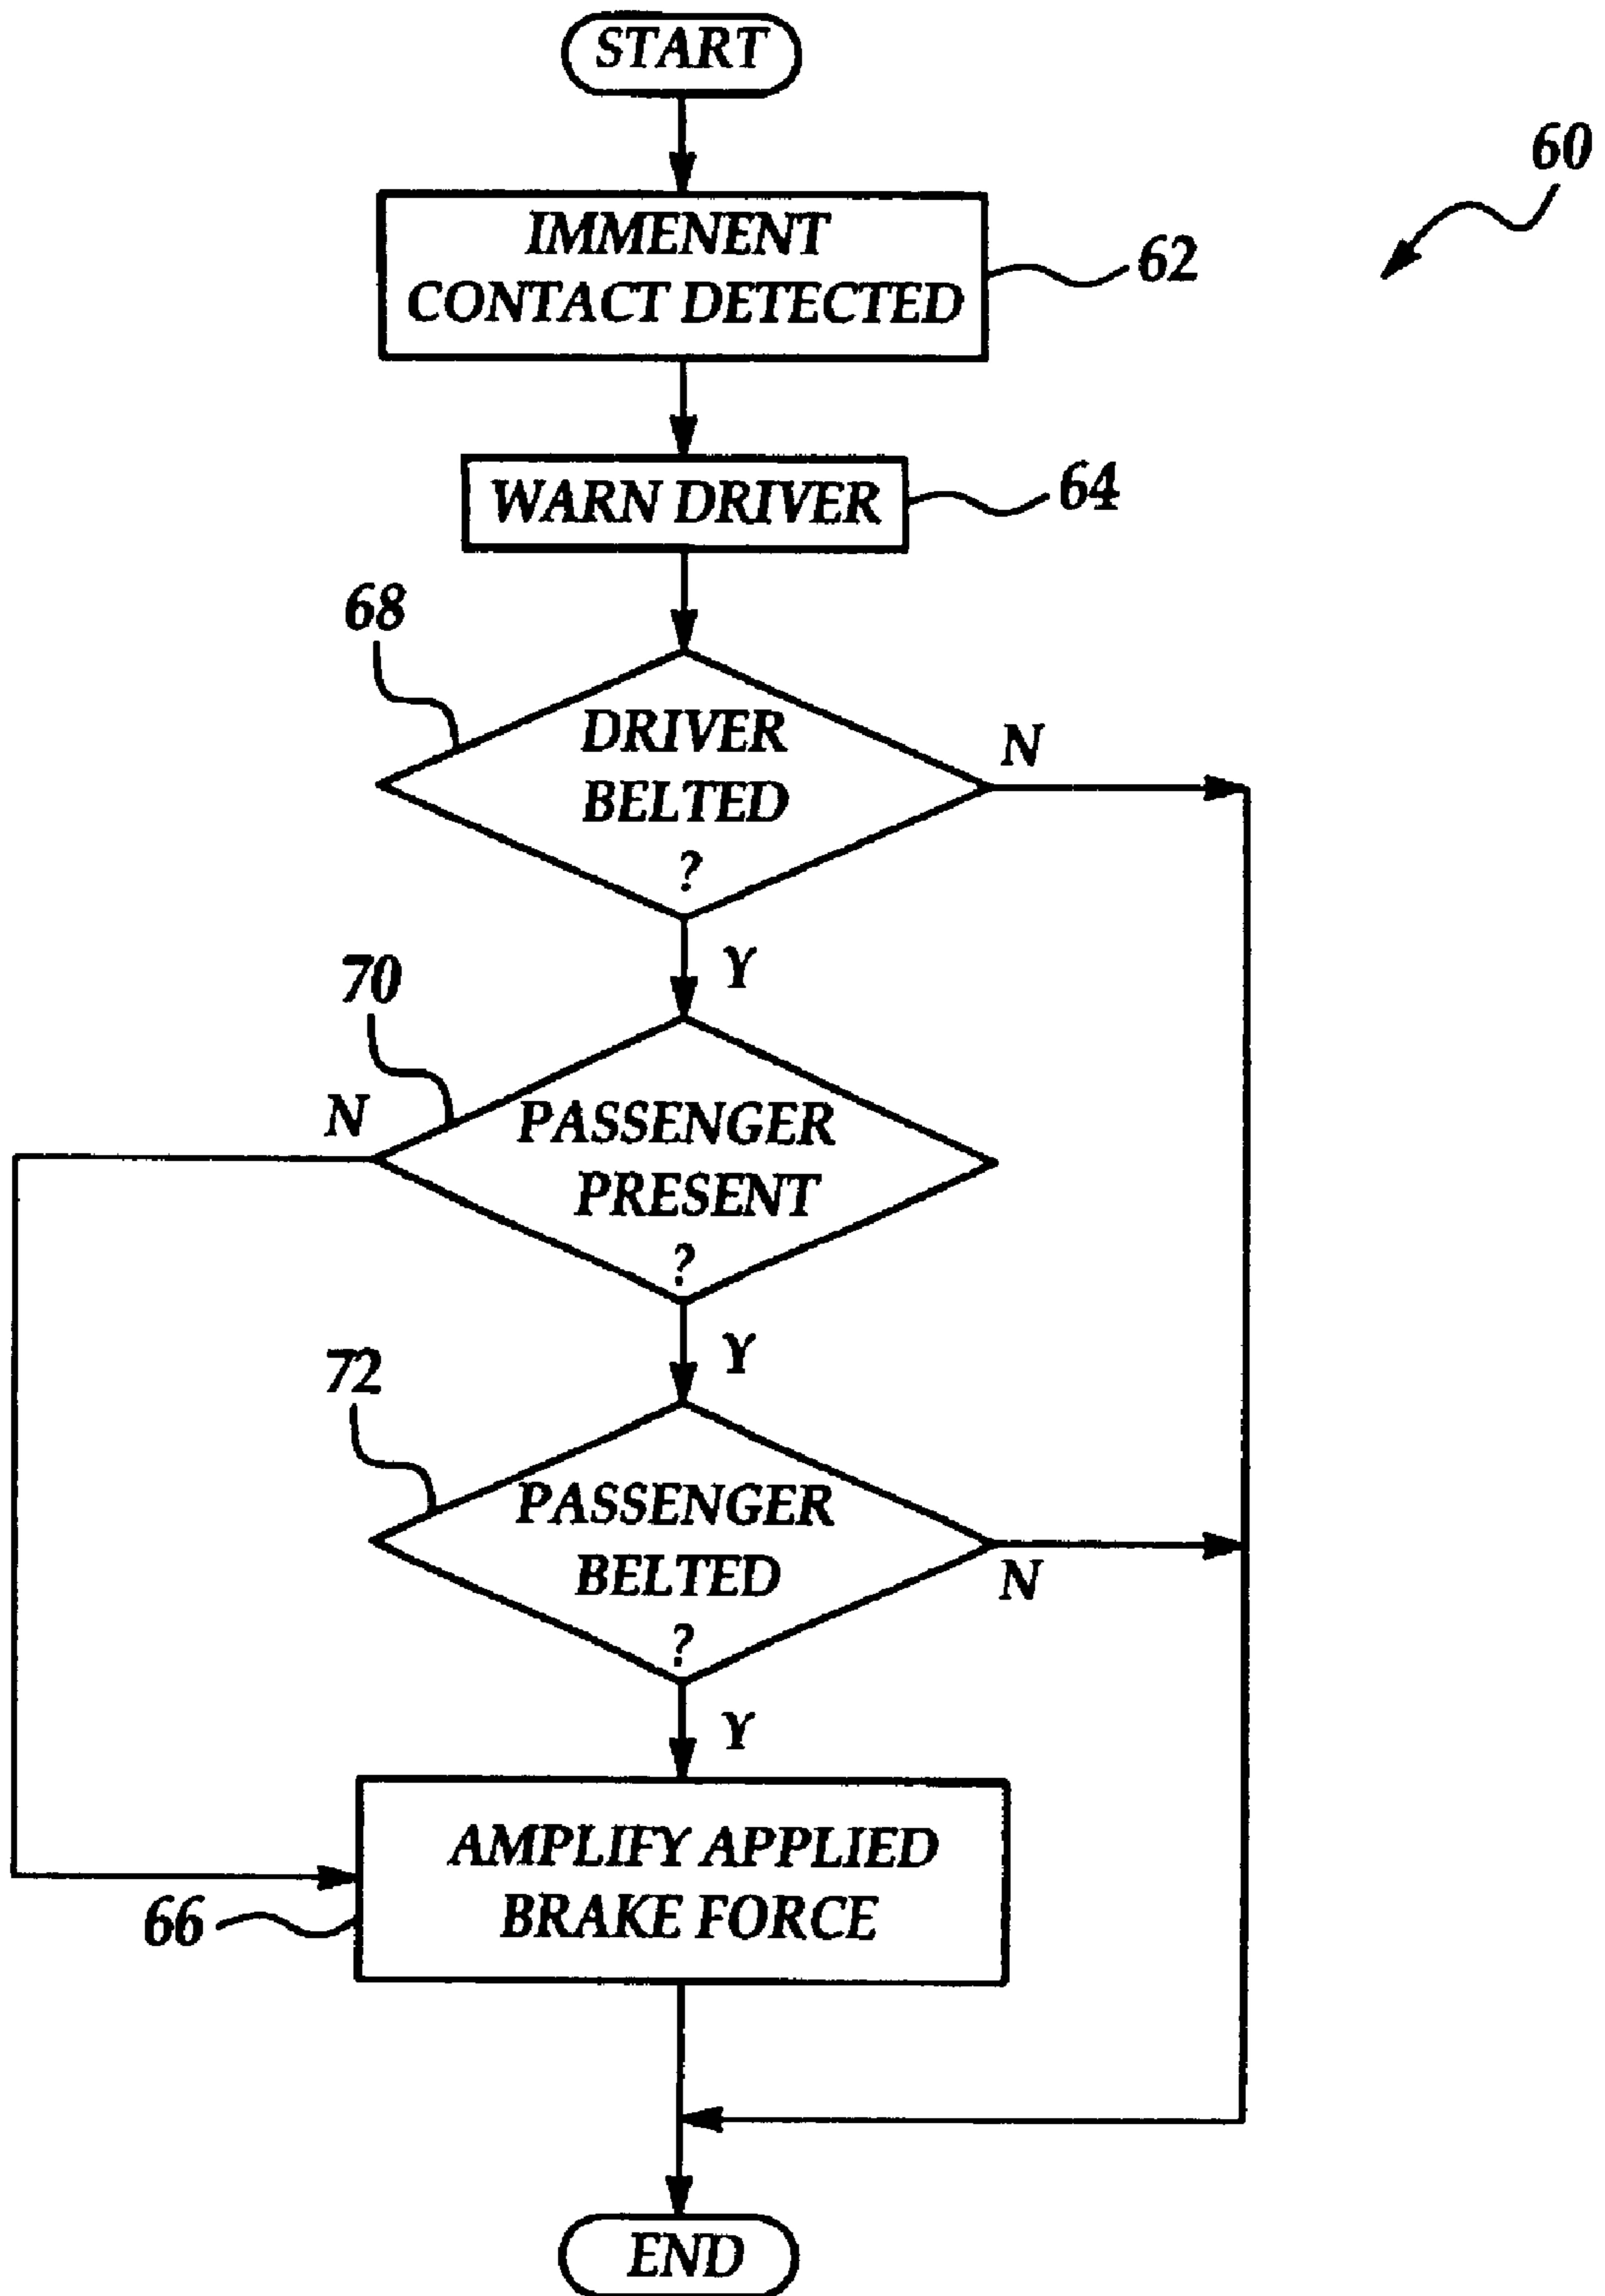 START
60
IMMENENT
CONTACT DETECTED
62
WARN DRIVER
64
68
DRIVER
BELTED
?
N
Y
70
N
PASSENGER
PRESENT
?
Y
72
PASSENGER
BELTED
?
N
Y
AMPLIFY APPLIED
BRAKE FORCE
66
END